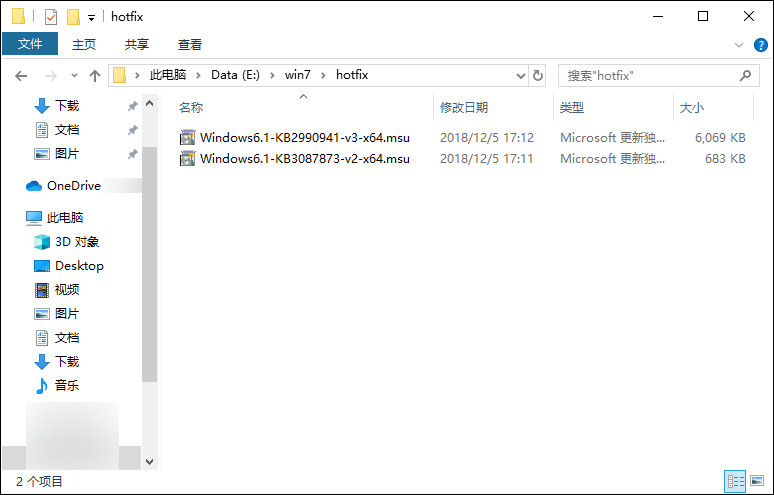 hotfix
文件 主页 共享 查看
此电脑 Data (E:) win7 hotfix 搜索"hotfix"
名称 修改日期 类型 大小
Windows6.1-KB2990941-v3-x64.msu 2018/12/5 17:12 Microsoft 更新独... 6,069 KB
Windows6.1-KB3087873-v2-x64.msu 2018/12/5 17:11 Microsoft 更新独... 683 KB
下载
文档
图片
OneDrive
此电脑
3D 对象
Desktop
视频
图片
文档
下载
音乐
2 个项目